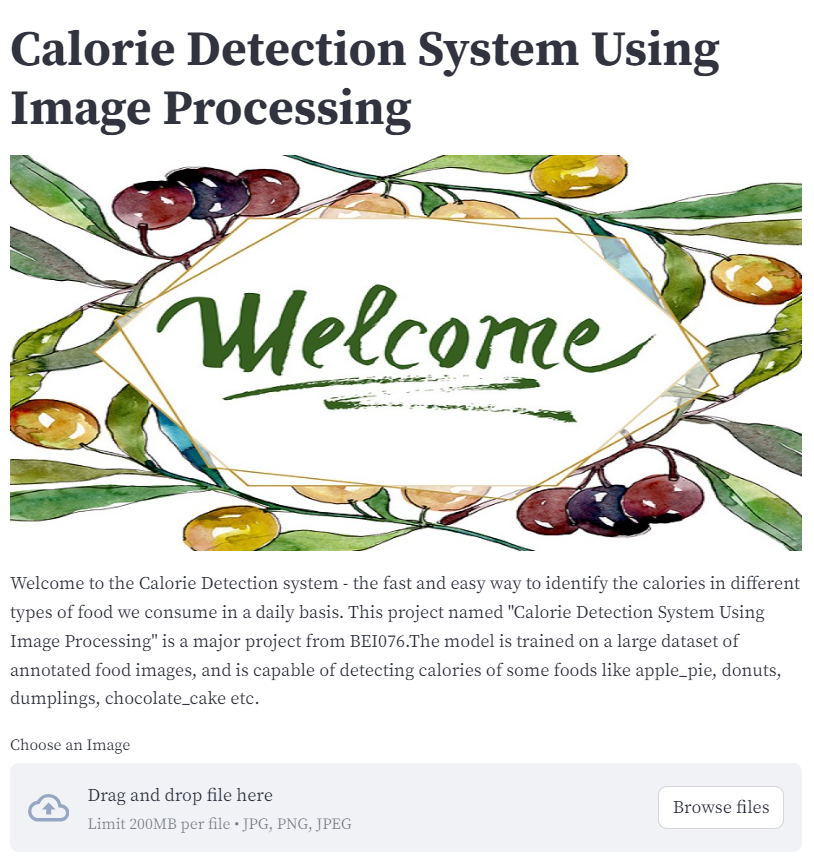 Calorie Detection System Using
Image Processing
Welcome
Welcome to the Calorie Detection system - the fast and easy way to identify the calories in different
types of food we consume in a daily basis. This project named "Calorie Detection System Using
Image Processing" is a major project from BEI076.The model is trained on a large dataset of
annotated food images, and is capable of detecting calories of some foods like apple_pie, donuts,
dumplings, chocolate_cake etc.
Choose an Image
Drag and drop file here
Limit 200MB per file • JPG, PNG, JPEG
Browse files